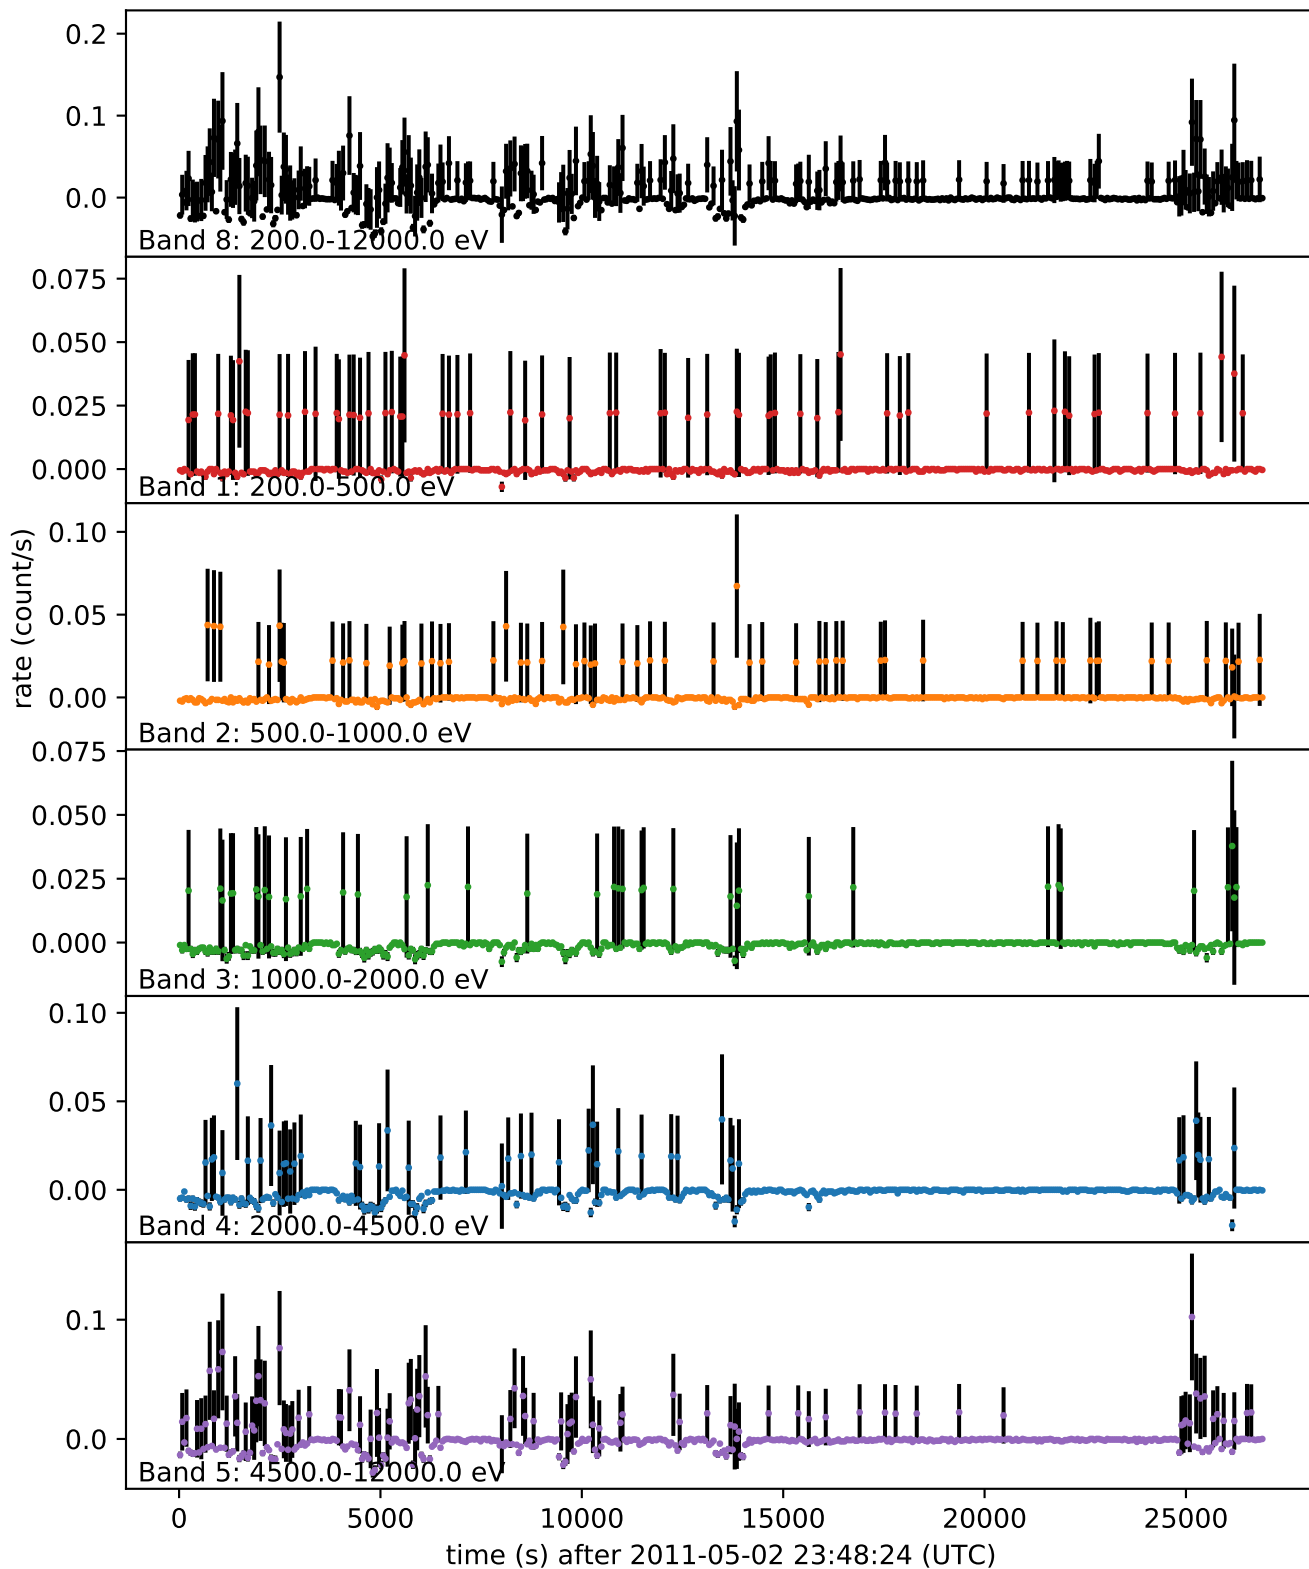 0.2
0.1
0.0
Band 8: 200.0-12000.0 eV
0.075
0.050
0.025
0.000
Band 1: 200.0-500.0 eV
rate (count/s)
0.10
0.05
0.00
Band 2: 500.0-1000.0 eV
0.075
0.050
0.025
0.000
Band 3: 1000.0-2000.0 eV
0.10
0.05
0.00
Band 4: 2000.0-4500.0 eV
0.1
0.0
Band 5: 4500.0-12000.0 eV
0 5000 10000 15000 20000 25000
time (s) after 2011-05-02 23:48:24 (UTC)